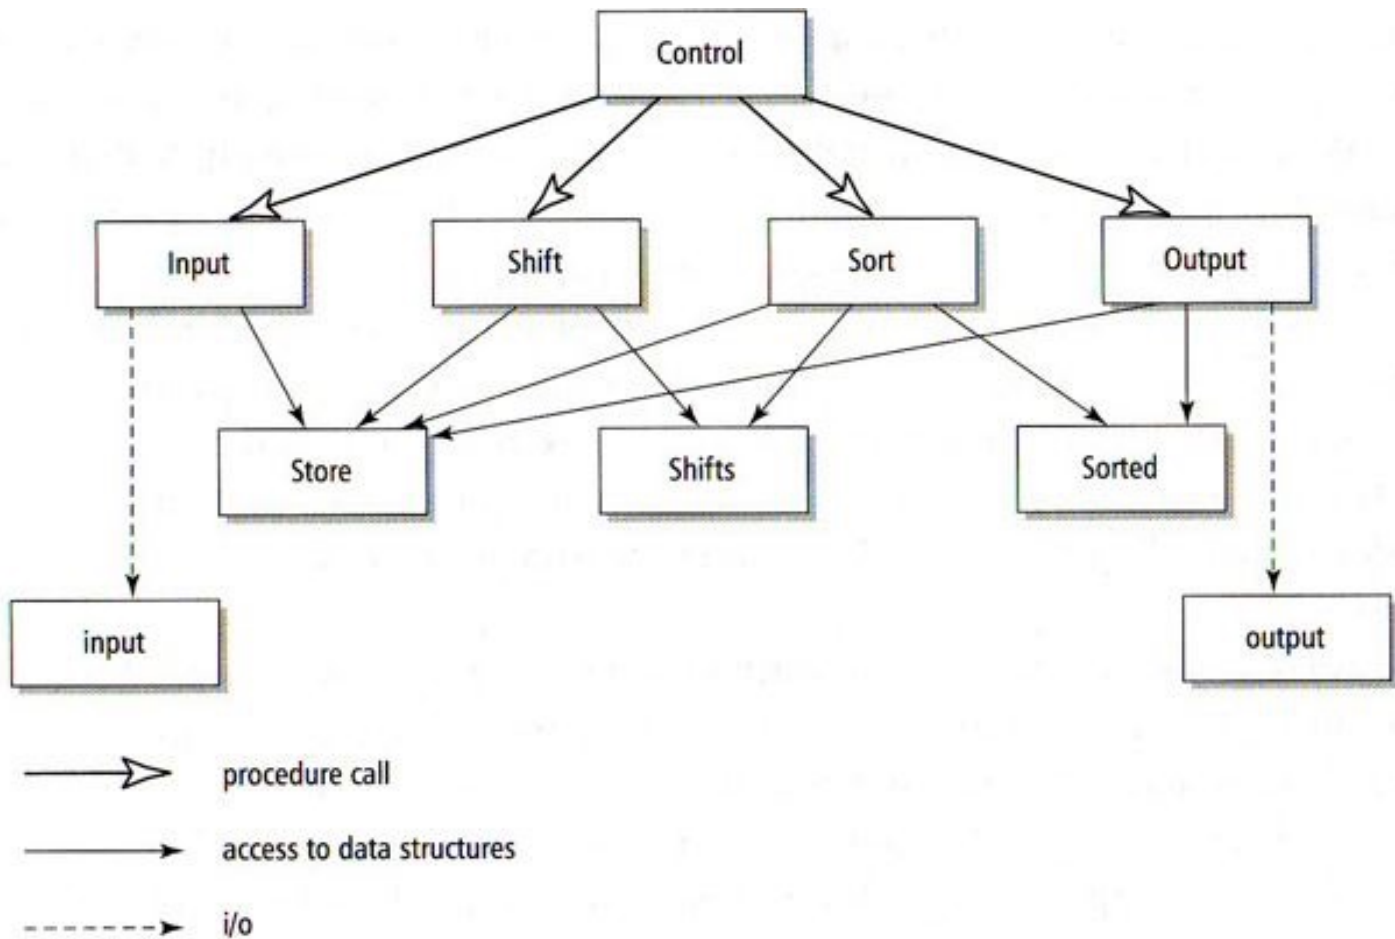 Control
Input
Shift
Sort
Output
Store
Shifts
Sorted
input
output
procedure call
access to data structures
i/o